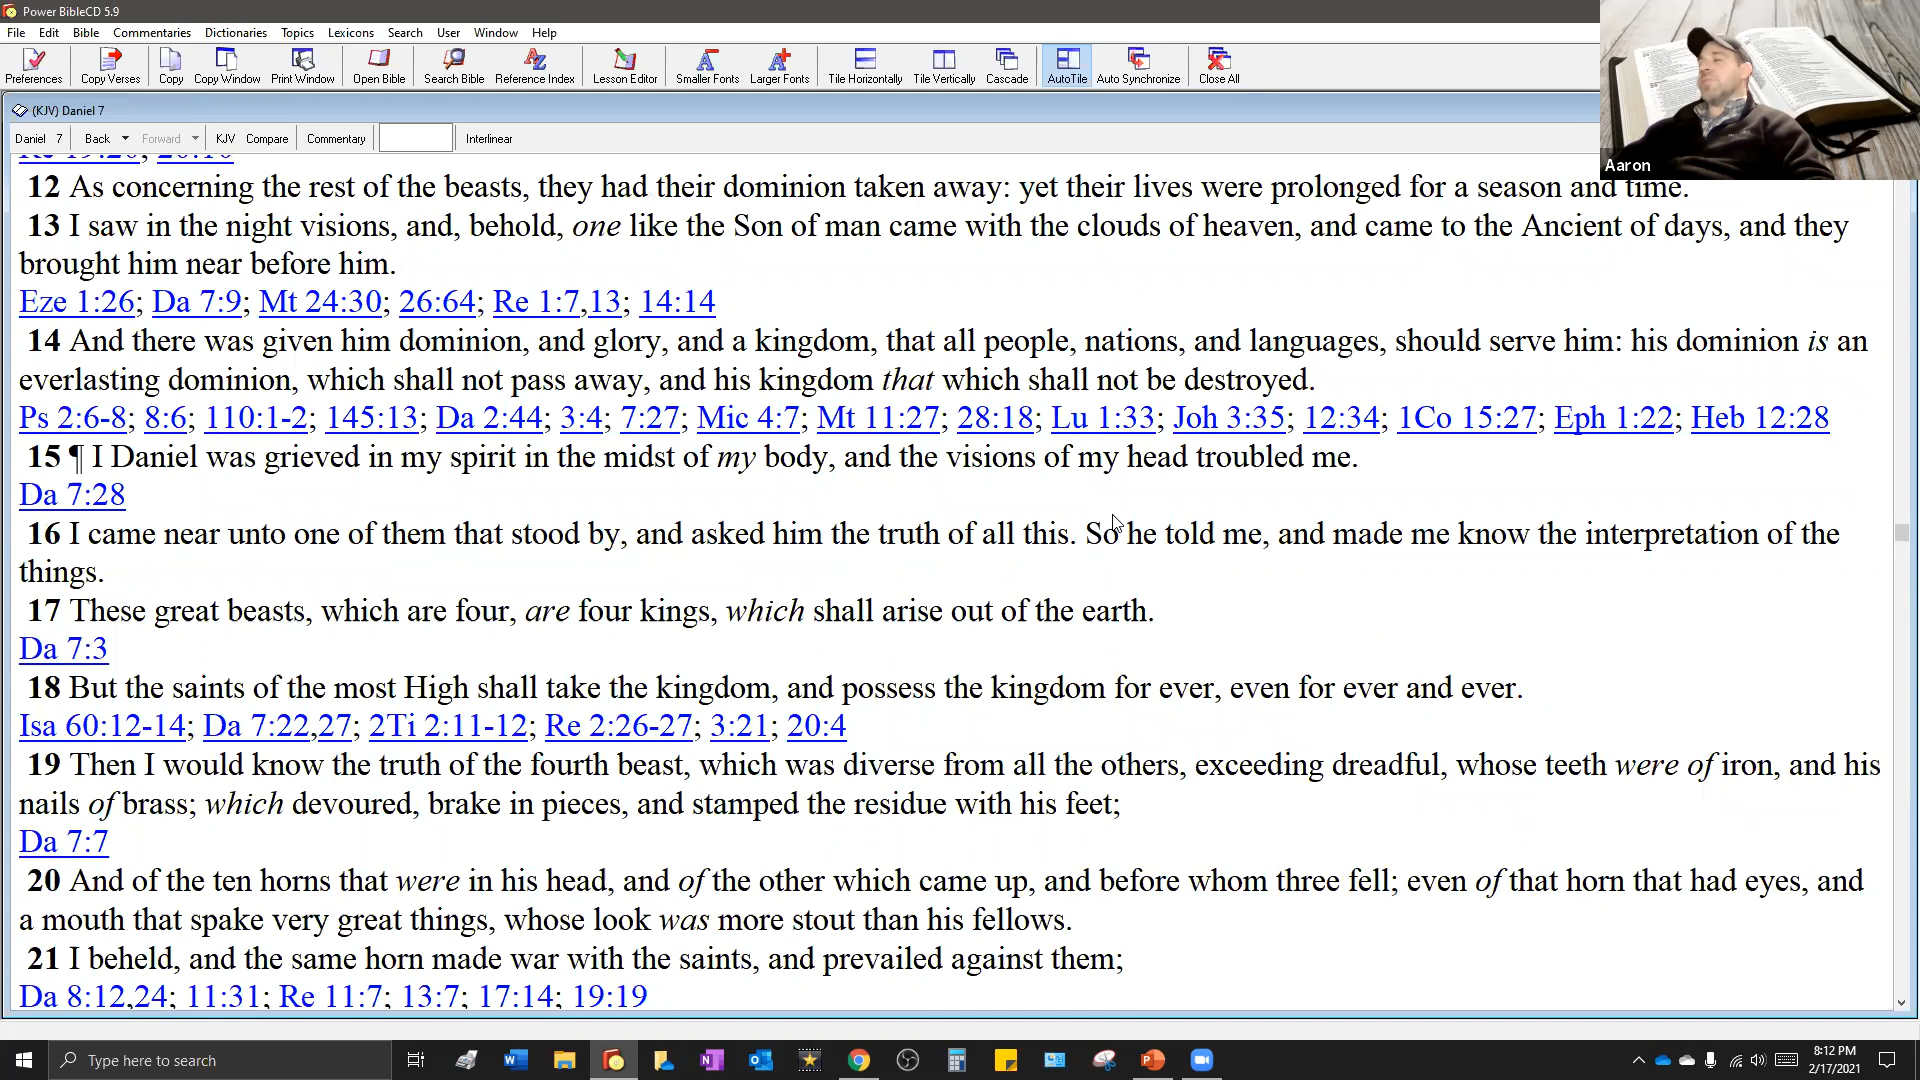 Power BibleCD 5.9
File Edit Bible Commentaries Dictionaries Topics Lexicons Search User Window Help
Preferences Copy Verses Copy Copy Window Print Window Open Bible Search Bible Reference Index Lesson Editor Smaller Fonts Larger Fonts Tile Horizontally Tile Vertically Cascade AutoTile Auto Synchronize Close All
(KJV) Daniel 7
Daniel 7 Back Forward KJV Compare Commentary Interlinear
12 As concerning the rest of the beasts, they had their dominion taken away: yet their lives were prolonged for a season and time.
Aaron
13 I saw in the night visions, and, behold, one like the Son of man came with the clouds of heaven, and came to the Ancient of days, and they
brought him near before him.
Eze 1:26; Da 7:9; Mt 24:30; 26:64; Re 1:7,13; 14:14
14 And there was given him dominion, and glory, and a kingdom, that all people, nations, and languages, should serve him: his dominion is an
everlasting dominion, which shall not pass away, and his kingdom that which shall not be destroyed.
Ps 2:6-8; 8:6; 110:1-2; 145:13; Da 2:44; 3:4; 7:27; Mic 4:7; Mt 11:27; 28:18; Lu 1:33; Joh 3:35; 12:34; 1Co 15:27; Eph 1:22; Heb 12:28
15 ¶ I Daniel was grieved in my spirit in the midst of my body, and the visions of my head troubled me.
Da 7:28
16 I came near unto one of them that stood by, and asked him the truth of all this. So he told me, and made me know the interpretation of the
things.
17 These great beasts, which are four, are four kings, which shall arise out of the earth.
Da 7:3
18 But the saints of the most High shall take the kingdom, and possess the kingdom for ever, even for ever and ever.
Isa 60:12-14; Da 7:22,27; 2Ti 2:11-12; Re 2:26-27; 3:21; 20:4
19 Then I would know the truth of the fourth beast, which was diverse from all the others, exceeding dreadful, whose teeth were of iron, and his
nails of brass; which devoured, brake in pieces, and stamped the residue with his feet;
Da 7:7
20 And of the ten horns that were in his head, and of the other which came up, and before whom three fell; even of that horn that had eyes, and
a mouth that spake very great things, whose look was more stout than his fellows.
21 I beheld, and the same horn made war with the saints, and prevailed against them;
Da 8:12,24; 11:31; Re 11:7; 13:7; 17:14; 19:19
Type here to search
8:12 PM
2/17/2021